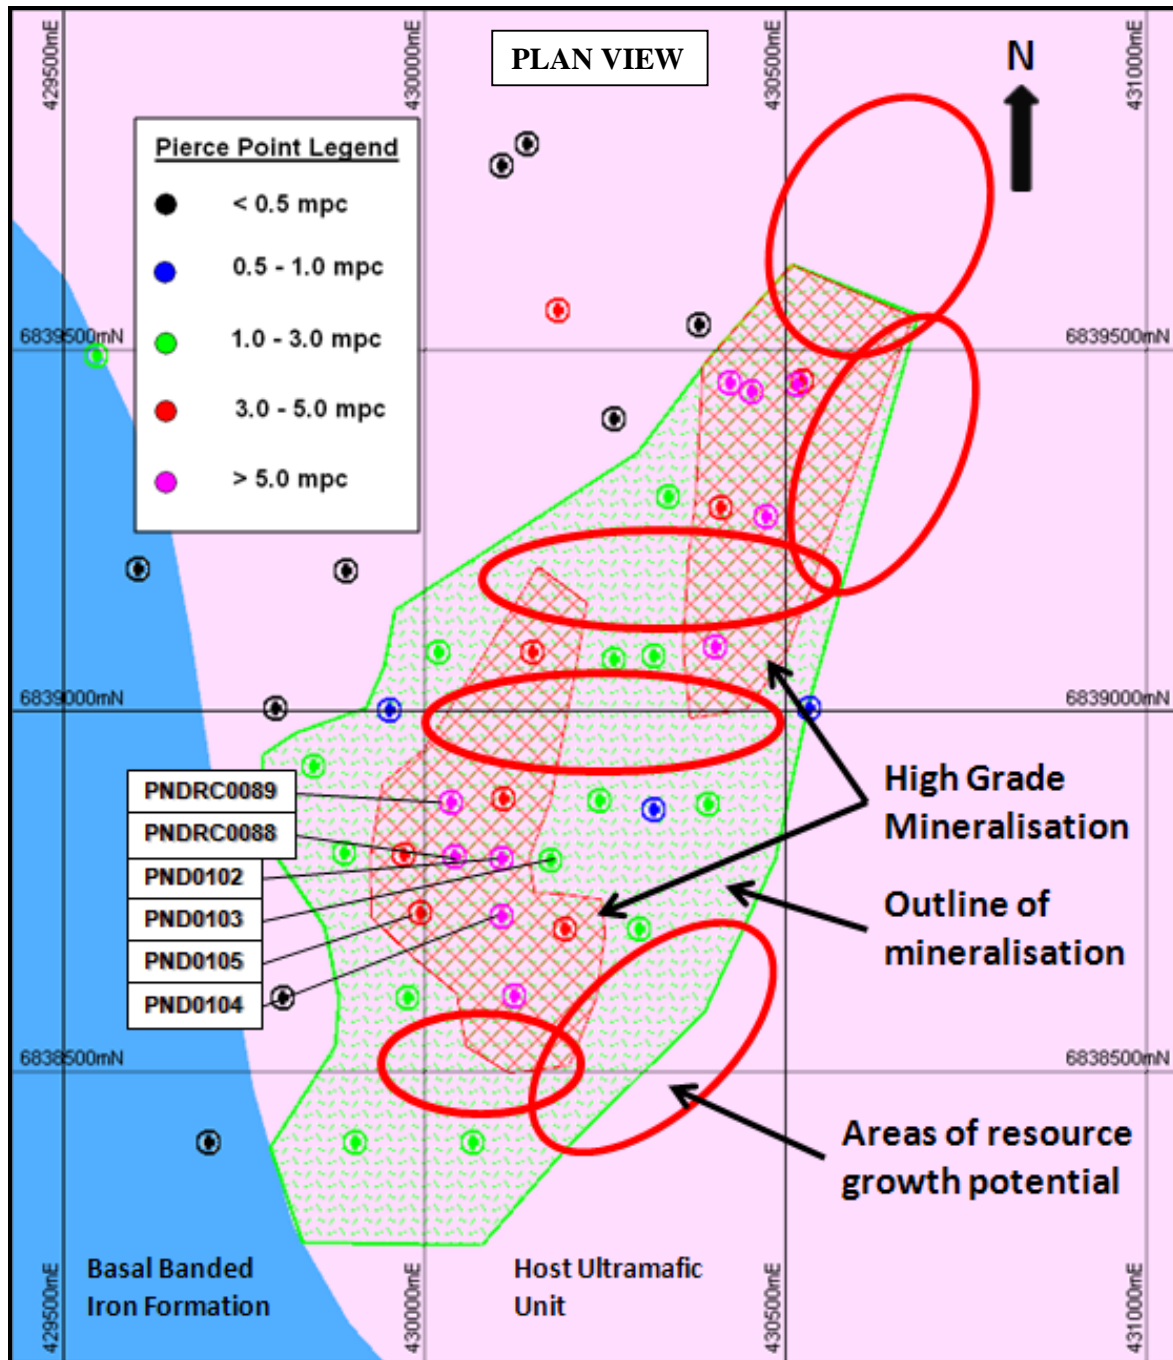 429500mE
430000mE
430500mE
431000mE
PLAN VIEW
N
Pierce Point Legend
< 0.5 mpc
0.5 - 1.0 mpc
1.0 - 3.0 mpc
3.0 - 5.0 mpc
> 5.0 mpc
6839500mN
6839500mN
6839000mN
6839000mN
PNDRC0089
PNDRC0088
PND0102
PND0103
PND0105
PND0104
High Grade
Mineralisation
Outline of
mineralisation
6838500mN
6838500mN
Areas of resource
growth potential
Basal Banded
Iron Formation
Host Ultramafic
Unit
429500mE
430000mE
430500mE
431000mE